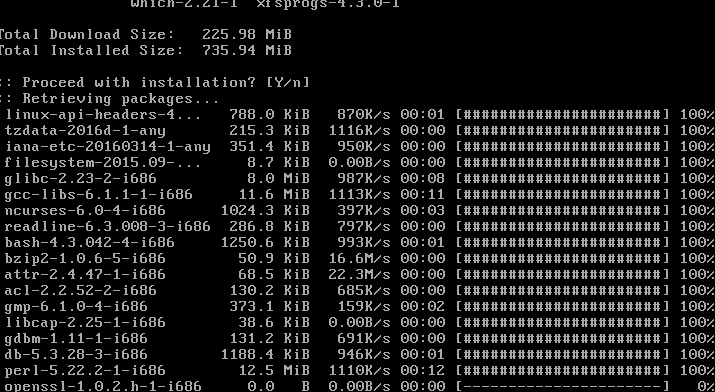 which-2.21-1  xfsprogs-4.3.0-1
Total Download Size:   225.98 MiB
Total Installed Size:  735.94 MiB
:: Proceed with installation? [Y/n]
:: Retrieving packages...
linux-api-headers-4...   788.0 KiB   870K/s 00:01 [######################] 100%
tzdata-2016d-1-any       215.3 KiB  1116K/s 00:00 [######################] 100%
iana-etc-20160314-1-any  351.4 KiB   950K/s 00:00 [######################] 100%
filesystem-2015.09-...     8.7 KiB  0.00B/s 00:00 [######################] 100%
glibc-2.23-2-i686          8.0 MiB   987K/s 00:08 [######################] 100%
gcc-libs-6.1.1-1-i686     11.6 MiB  1113K/s 00:11 [######################] 100%
ncurses-6.0-4-i686      1024.3 KiB   397K/s 00:03 [######################] 100%
readline-6.3.008-3-i686  286.8 KiB   797K/s 00:00 [######################] 100%
bash-4.3.042-4-i686     1250.6 KiB   993K/s 00:01 [######################] 100%
bzip2-1.0.6-5-i686        50.9 KiB  16.6M/s 00:00 [######################] 100%
attr-2.4.47-1-i686        68.5 KiB  22.3M/s 00:00 [######################] 100%
acl-2.2.52-2-i686        130.2 KiB   685K/s 00:00 [######################] 100%
gmp-6.1.0-4-i686         373.1 KiB   159K/s 00:02 [######################] 100%
libcap-2.25-1-i686        38.6 KiB  0.00B/s 00:00 [######################] 100%
gdbm-1.11-1-i686         131.2 KiB   691K/s 00:00 [######################] 100%
db-5.3.28-3-i686        1188.4 KiB   946K/s 00:01 [######################] 100%
perl-5.22.2-1-i686        12.5 MiB  1110K/s 00:12 [######################] 100%
openssl-1.0.2.h-1-i686     0.0   B  0.00B/s 00:00 [----------------------]   0%